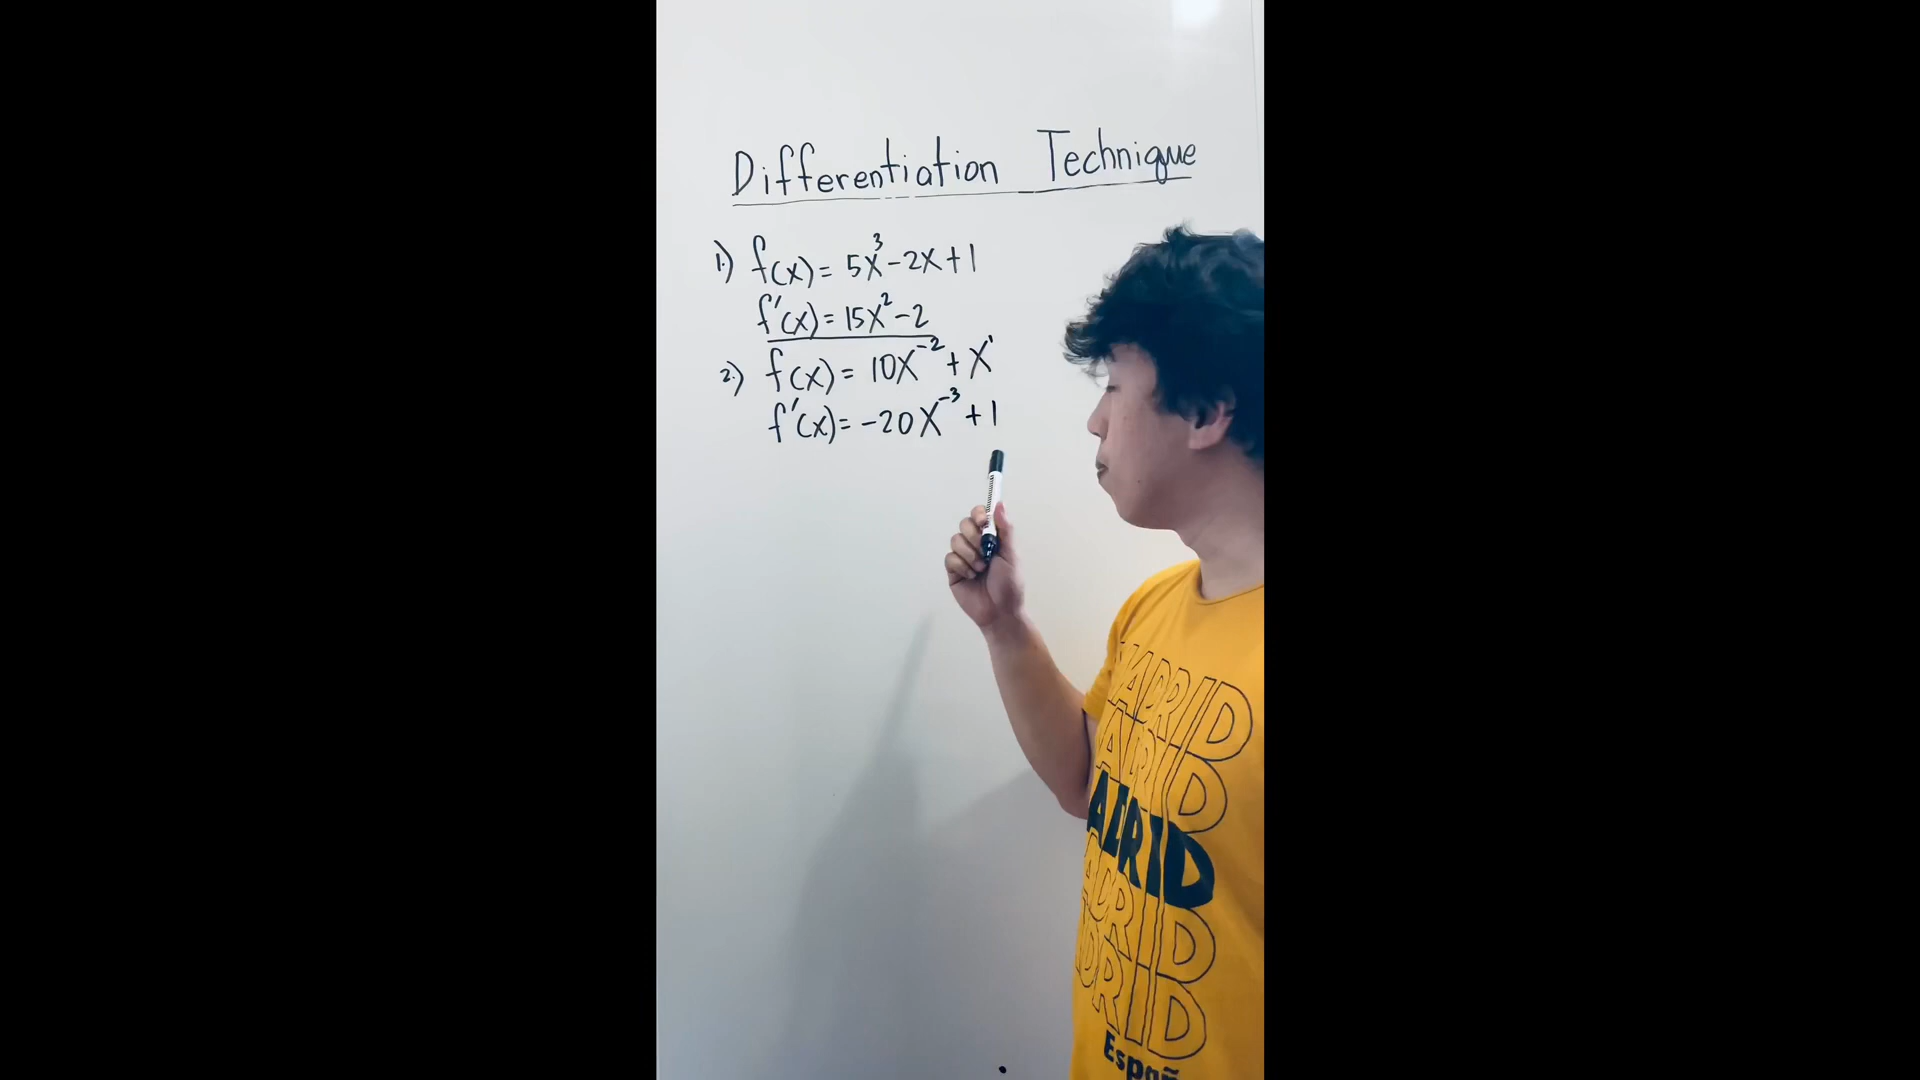 Differentiation Technique
1.) f(x) = 5x³ - 2x + 1
f'(x) = 15x² - 2
2.) f(x) = 10x⁻² + x¹
f'(x) = -20x⁻³ + 1
MADRID
MADRID
MADRID
MADRID
MADRID